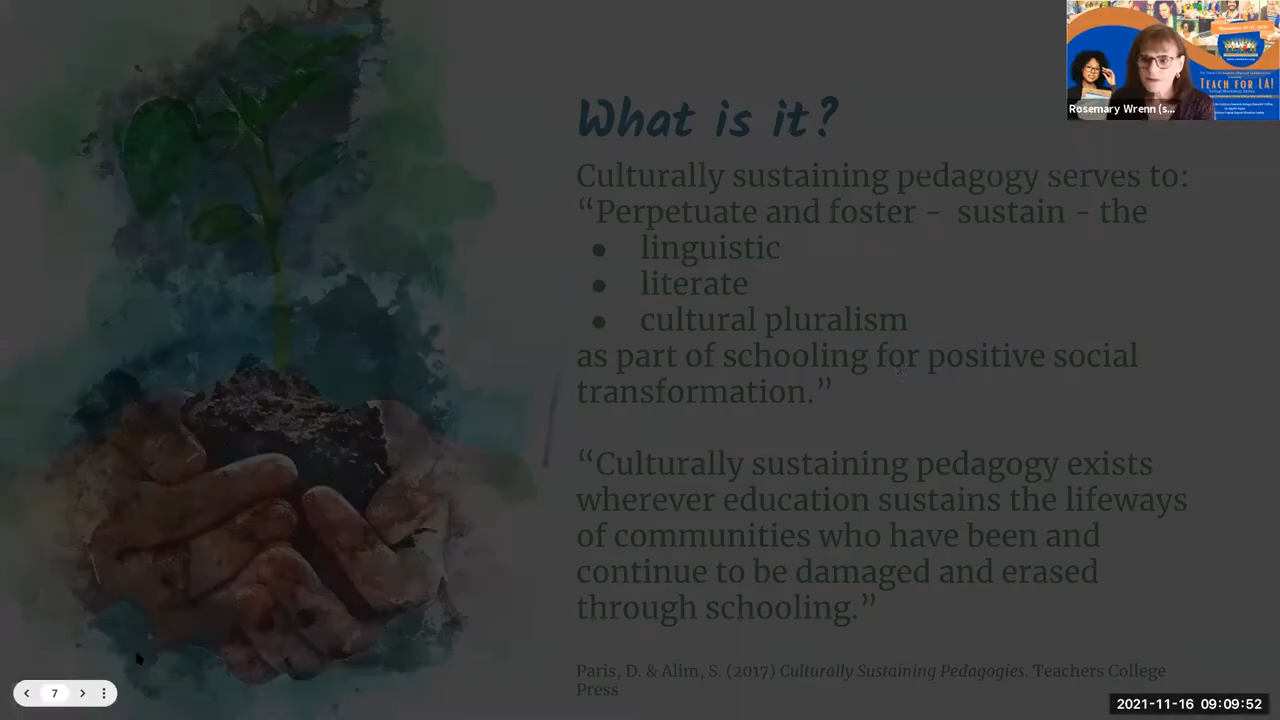 What is it?
Culturally sustaining pedagogy serves to:
“Perpetuate and foster - sustain - the
● linguistic
● literate
● cultural pluralism
as part of schooling for positive social
transformation.”
“Culturally sustaining pedagogy exists
wherever education sustains the lifeways
of communities who have been and
continue to be damaged and erased
through schooling.”
Paris, D. & Alim, S. (2017) Culturally Sustaining Pedagogies. Teachers College
Press
TEACH FOR LA!
Rosemary Wrenn (s...
7
2021-11-16 09:09:52